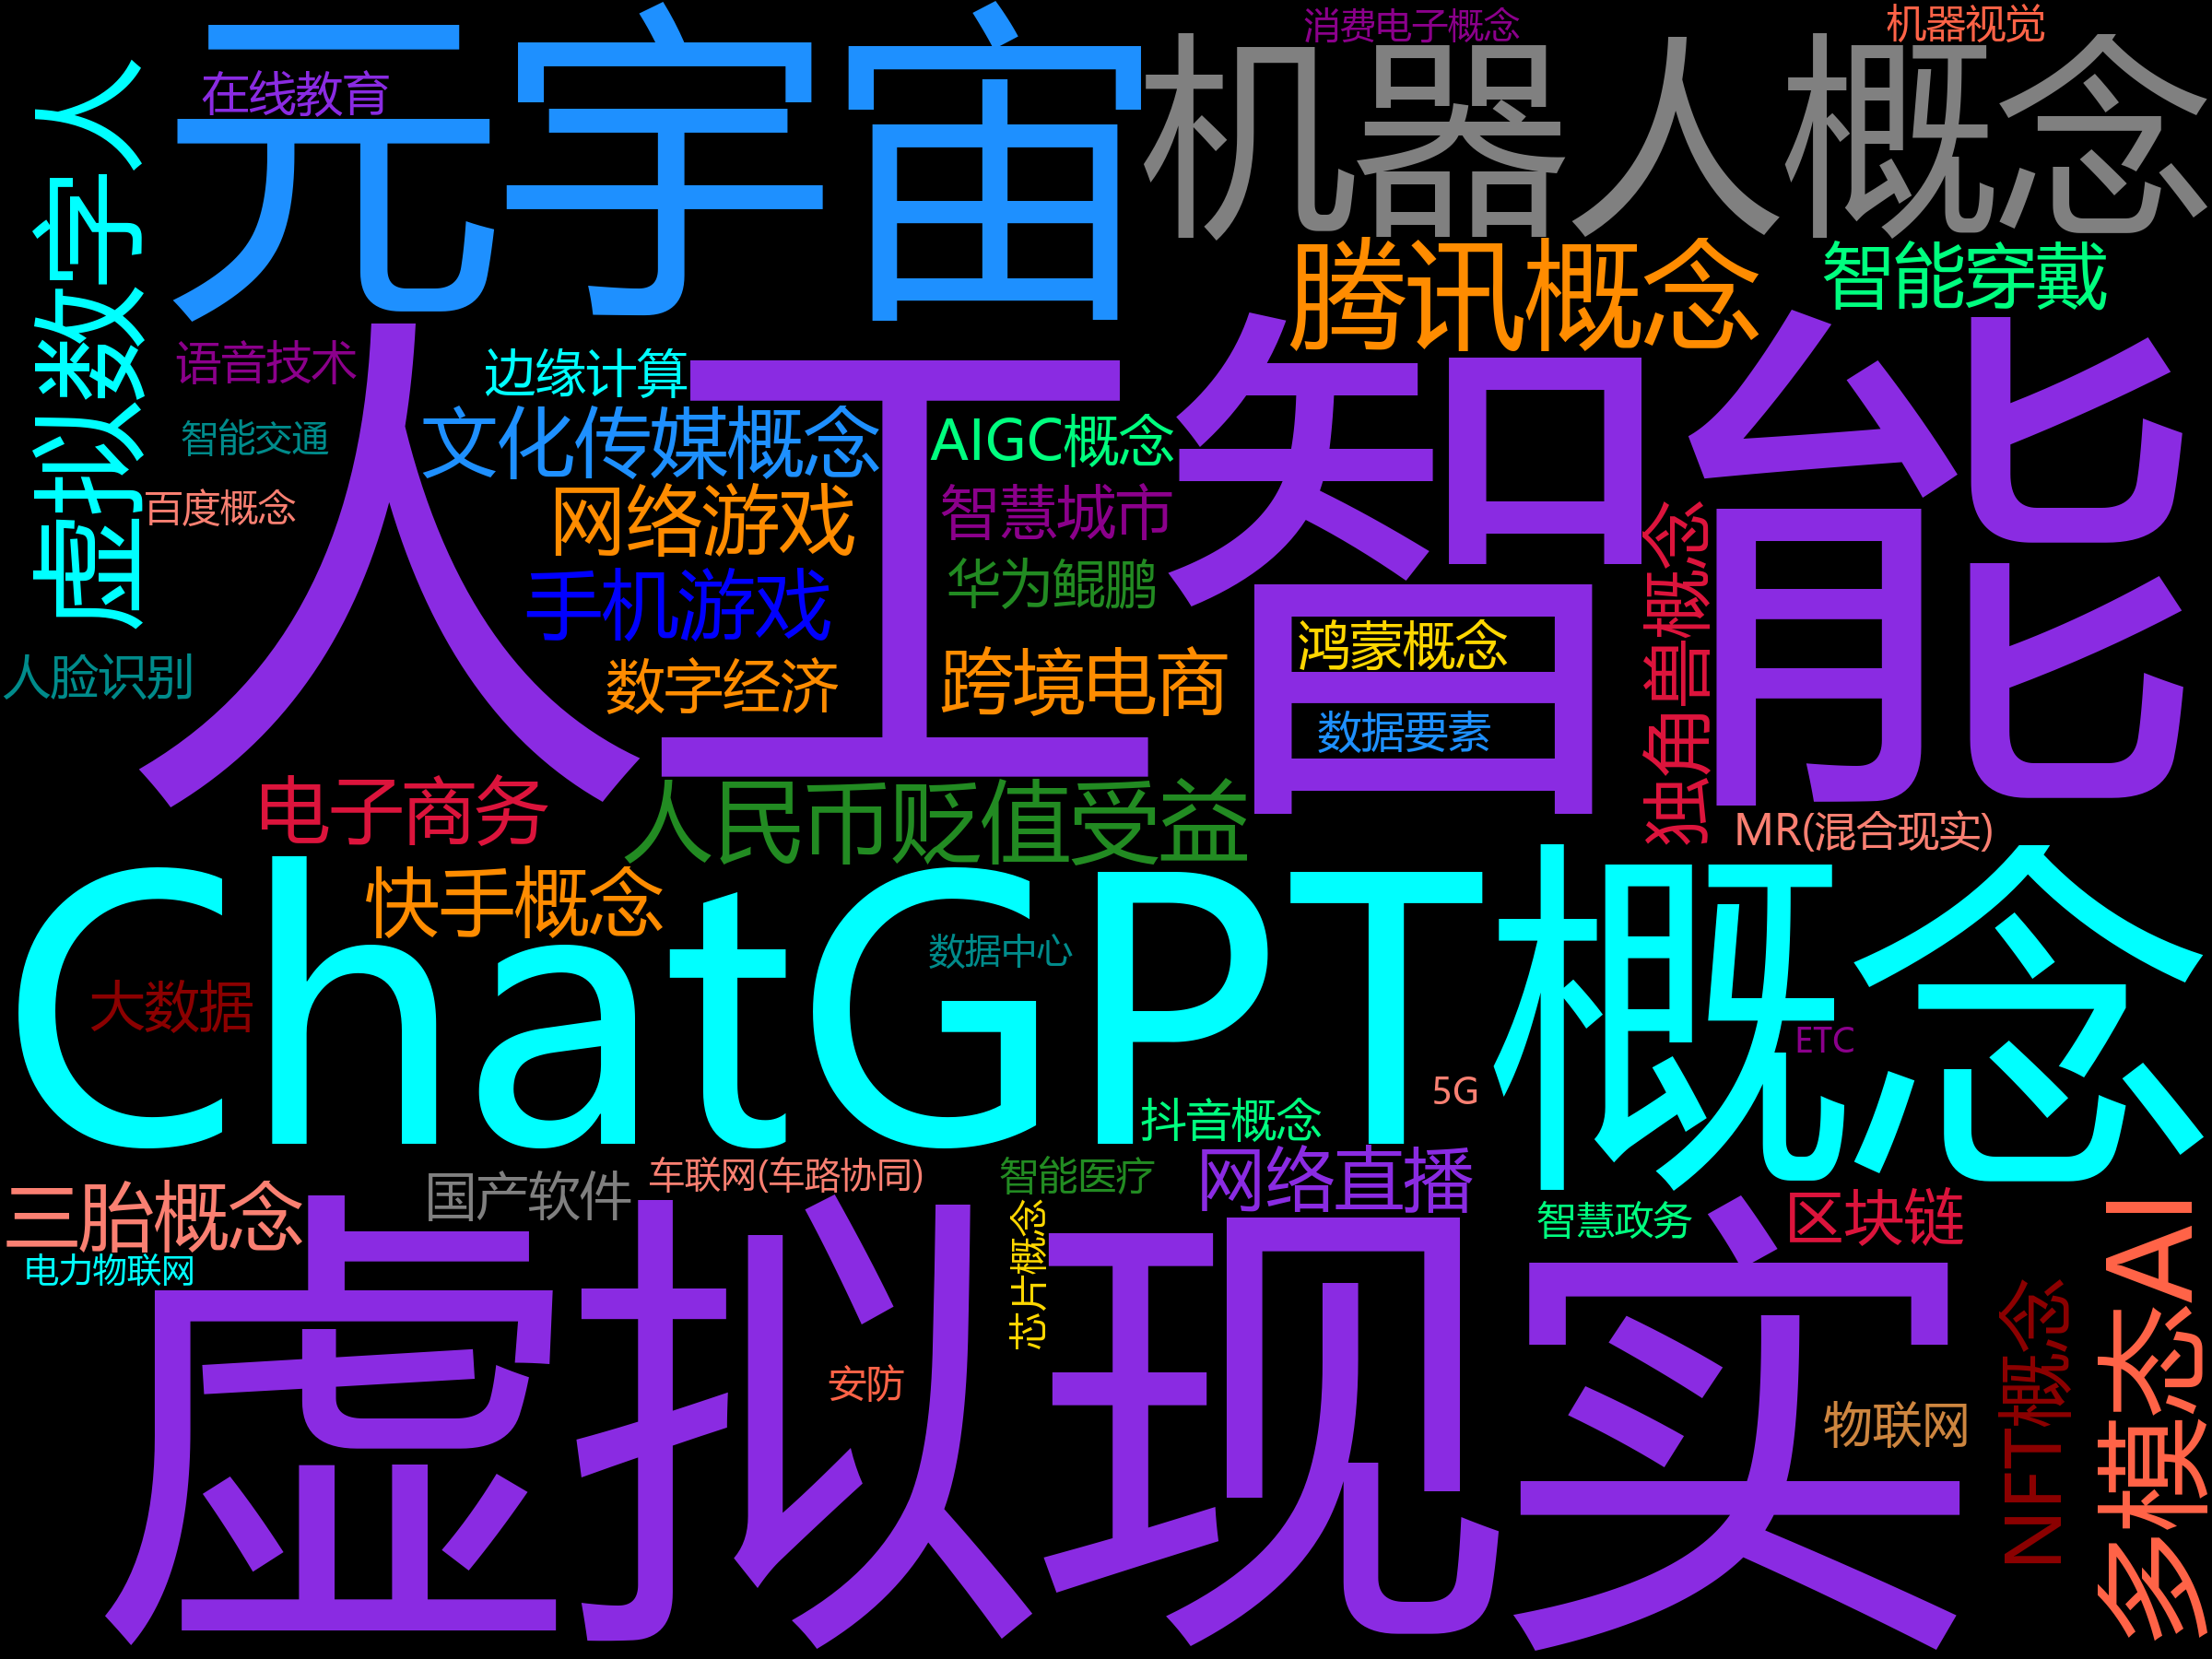 消费电子概念
机器视觉
元宇宙
机器人概念
在线教育
虚拟数字人
腾讯概念
智能穿戴
人工智能
语音技术
边缘计算
文化传媒概念
AIGC概念
智能交通
百度概念
网络游戏
智慧城市
手机游戏
华为鲲鹏
独角兽概念
鸿蒙概念
人脸识别
数字经济
跨境电商
数据要素
电子商务
人民币贬值受益
MR(混合现实)
ChatGPT概念
快手概念
数据中心
大数据
ETC
5G
抖音概念
三胎概念
国产软件
车联网(车路协同)
智能医疗
网络直播
智慧政务
区块链
电力物联网
芯片概念
虚拟现实
安防
物联网
NFT概念
多模态AI